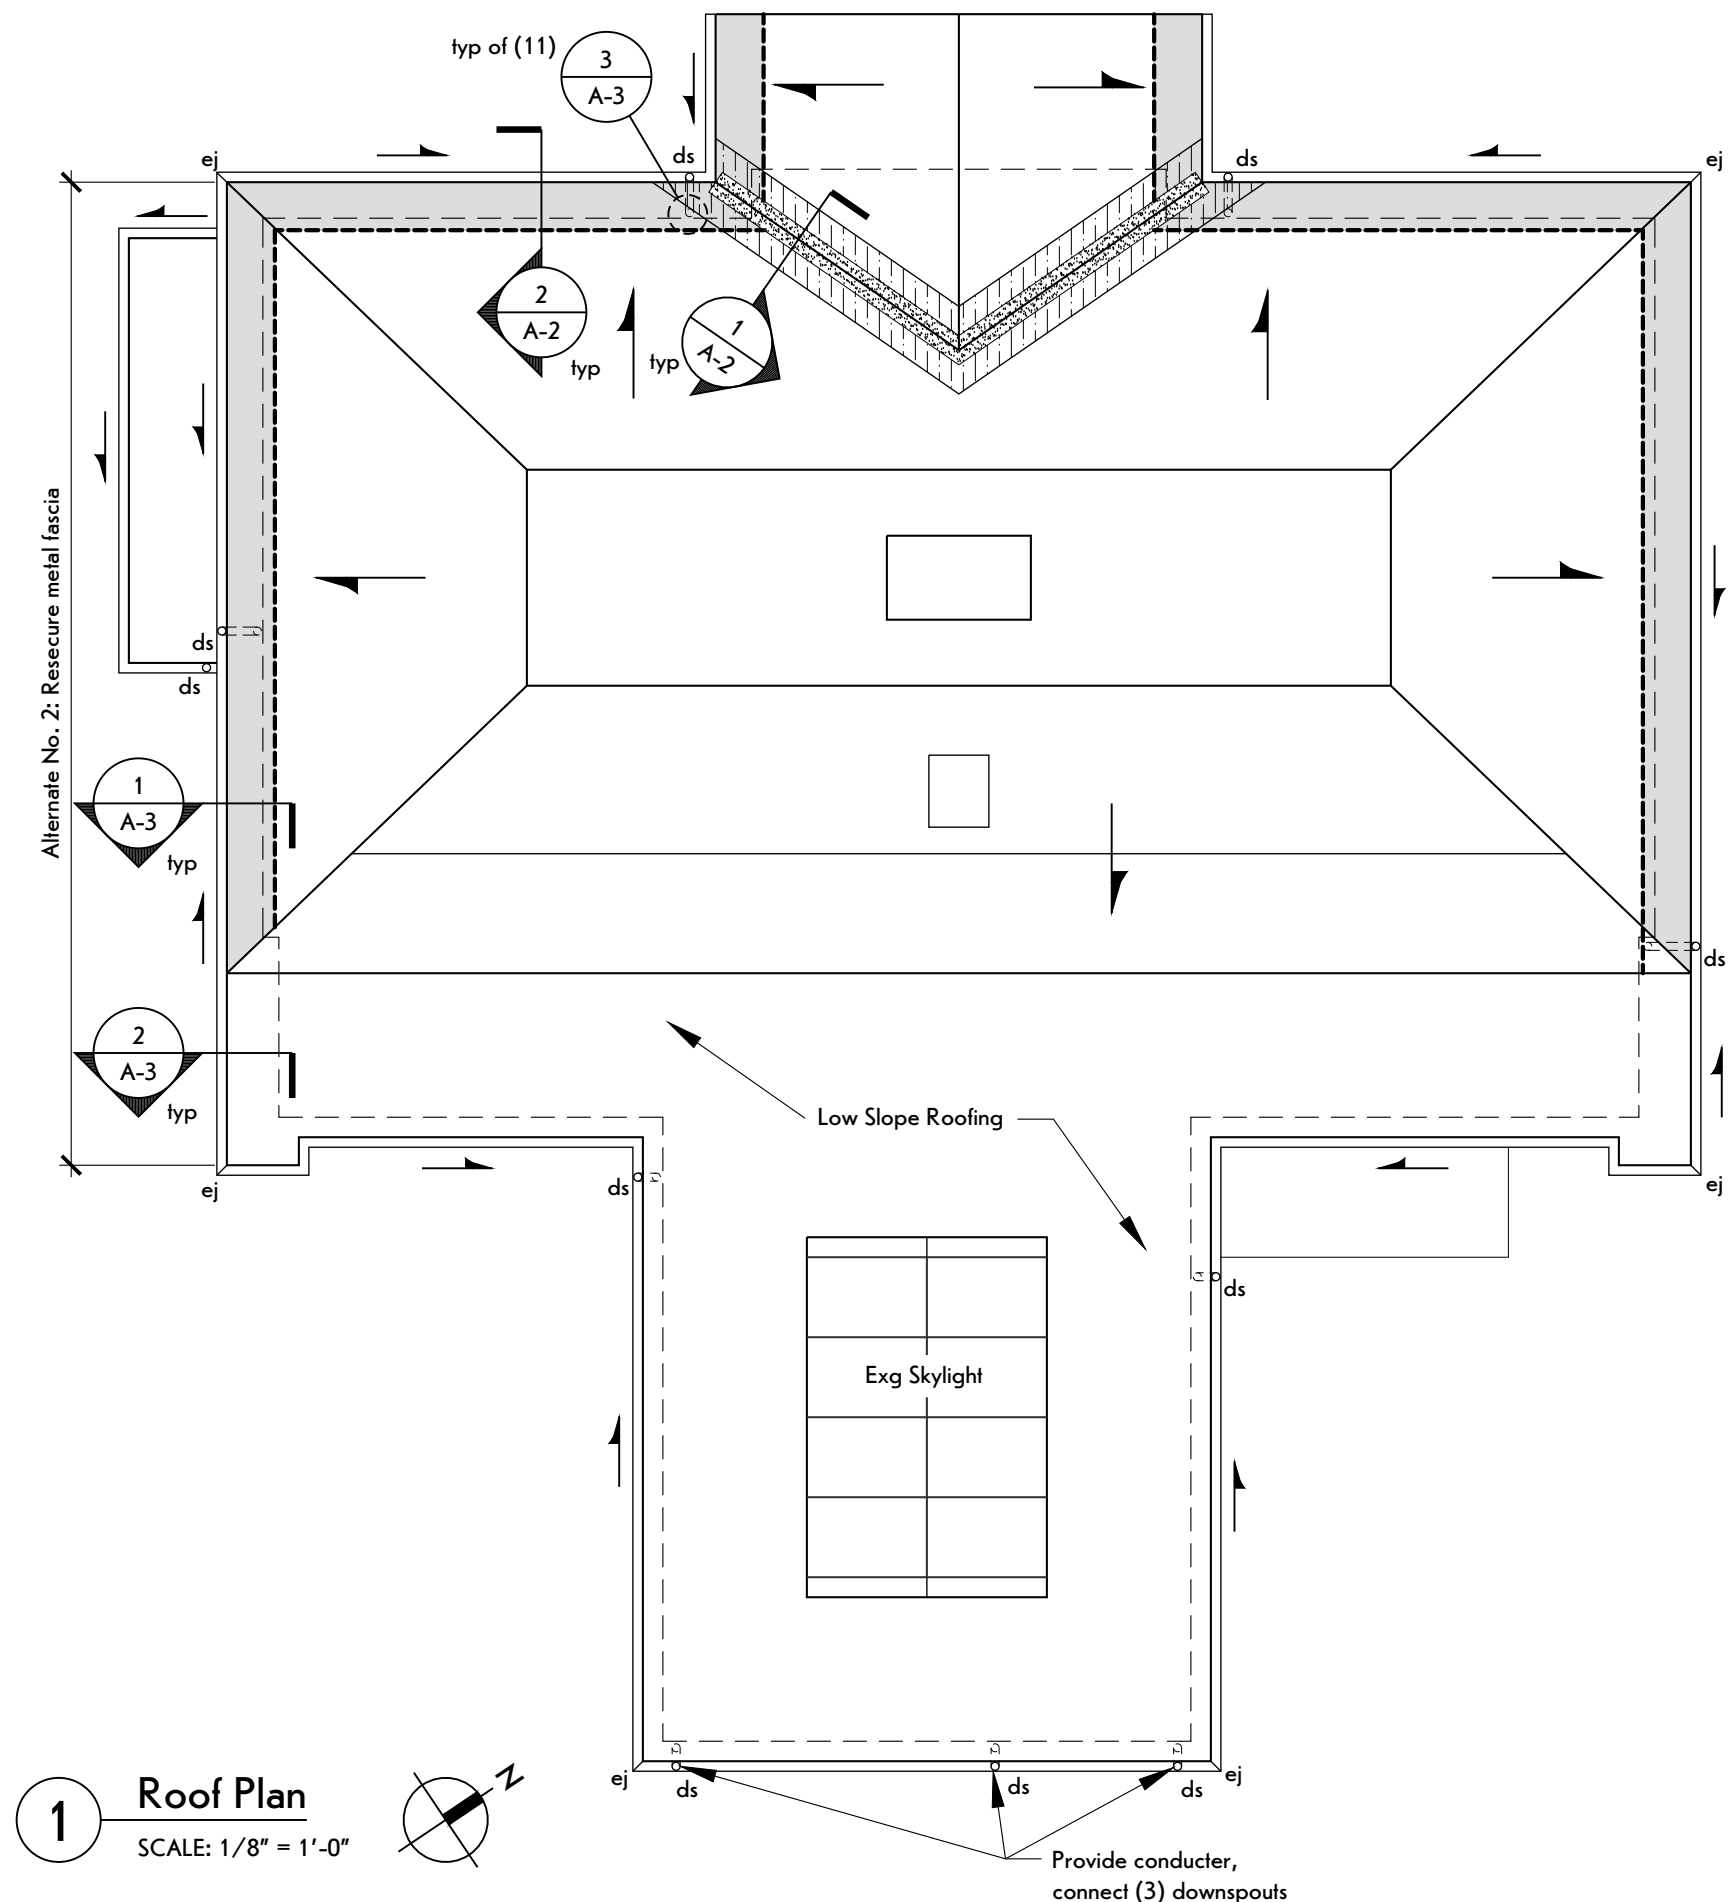 typ of (11)
3
A-3
ej
ds
ds
ej
2
A-2
typ
typ
1
A-2
Alternate No. 2: Resecure metal fascia
ds
ds
1
A-3
typ
ds
2
A-3
typ
Low Slope Roofing
ej
ds
ej
ds
Exg Skylight
ej
ds
ds
ds
ej
1
Roof Plan
SCALE: 1/8" = 1'-0"
N
Provide conducter,
connect (3) downspouts